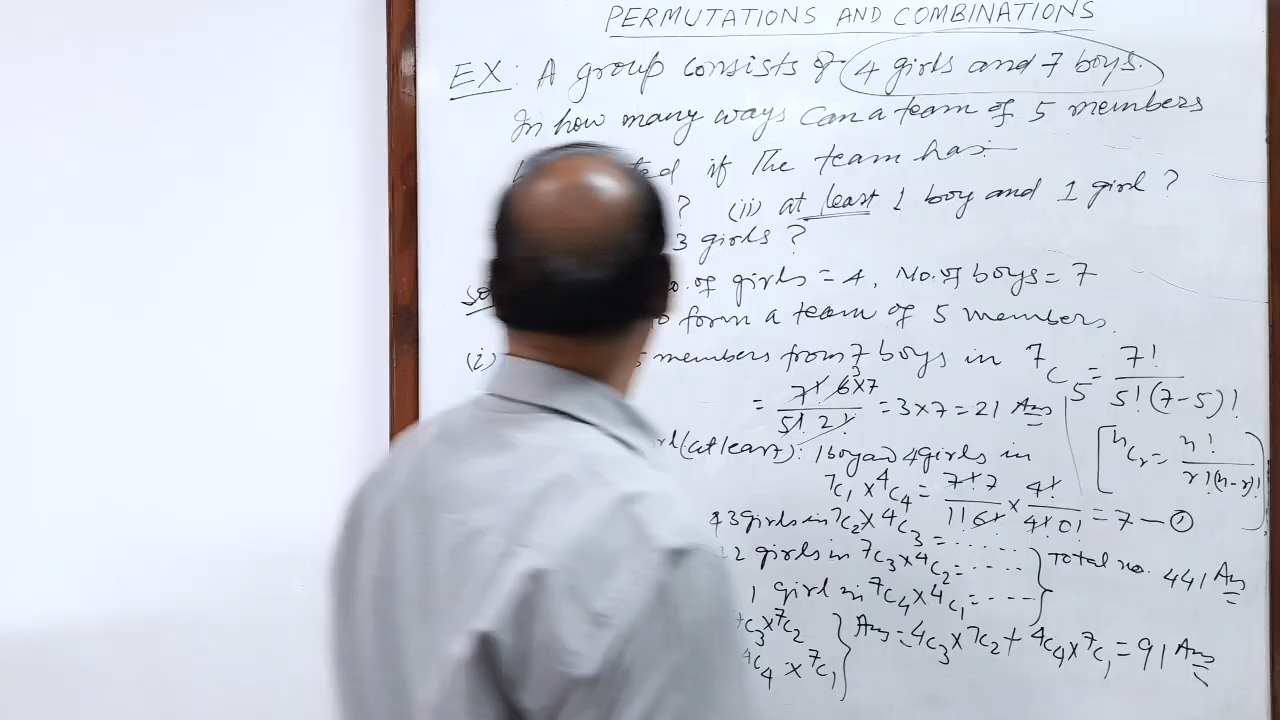 PERMUTATIONS AND COMBINATIONS
EX: A group consists of 4 girls and 7 boys.
In how many ways can a team of 5 members
if the team has:
? (ii) at least 1 boy and 1 girl ?
3 girls ?
of girls = 4, No. of boys = 7
form a team of 5 members.
(i) 5 members from 7 boys in 7C5 = 7!/5!(7-5)!
= 7! 6^3×7/5! 2! = 3×7 = 21 Ans
(at least): 1 boy and 4 girls in
[nCr = n!/r!(n-r)!]
7C1 × 4C4 = 7!7/1!6! × 4!/4!0! = 7 — ①
3 girls in 7C2 × 4C3 = ......
2 girls in 7C3 × 4C2 = ..... } Total no. 441 Ans
1 girl in 7C4 × 4C1 = ----
C3 × 7C2 } Ans = 4C3 × 7C2 + 4C4 × 7C1 = 91 Ans
4C4 × 7C1